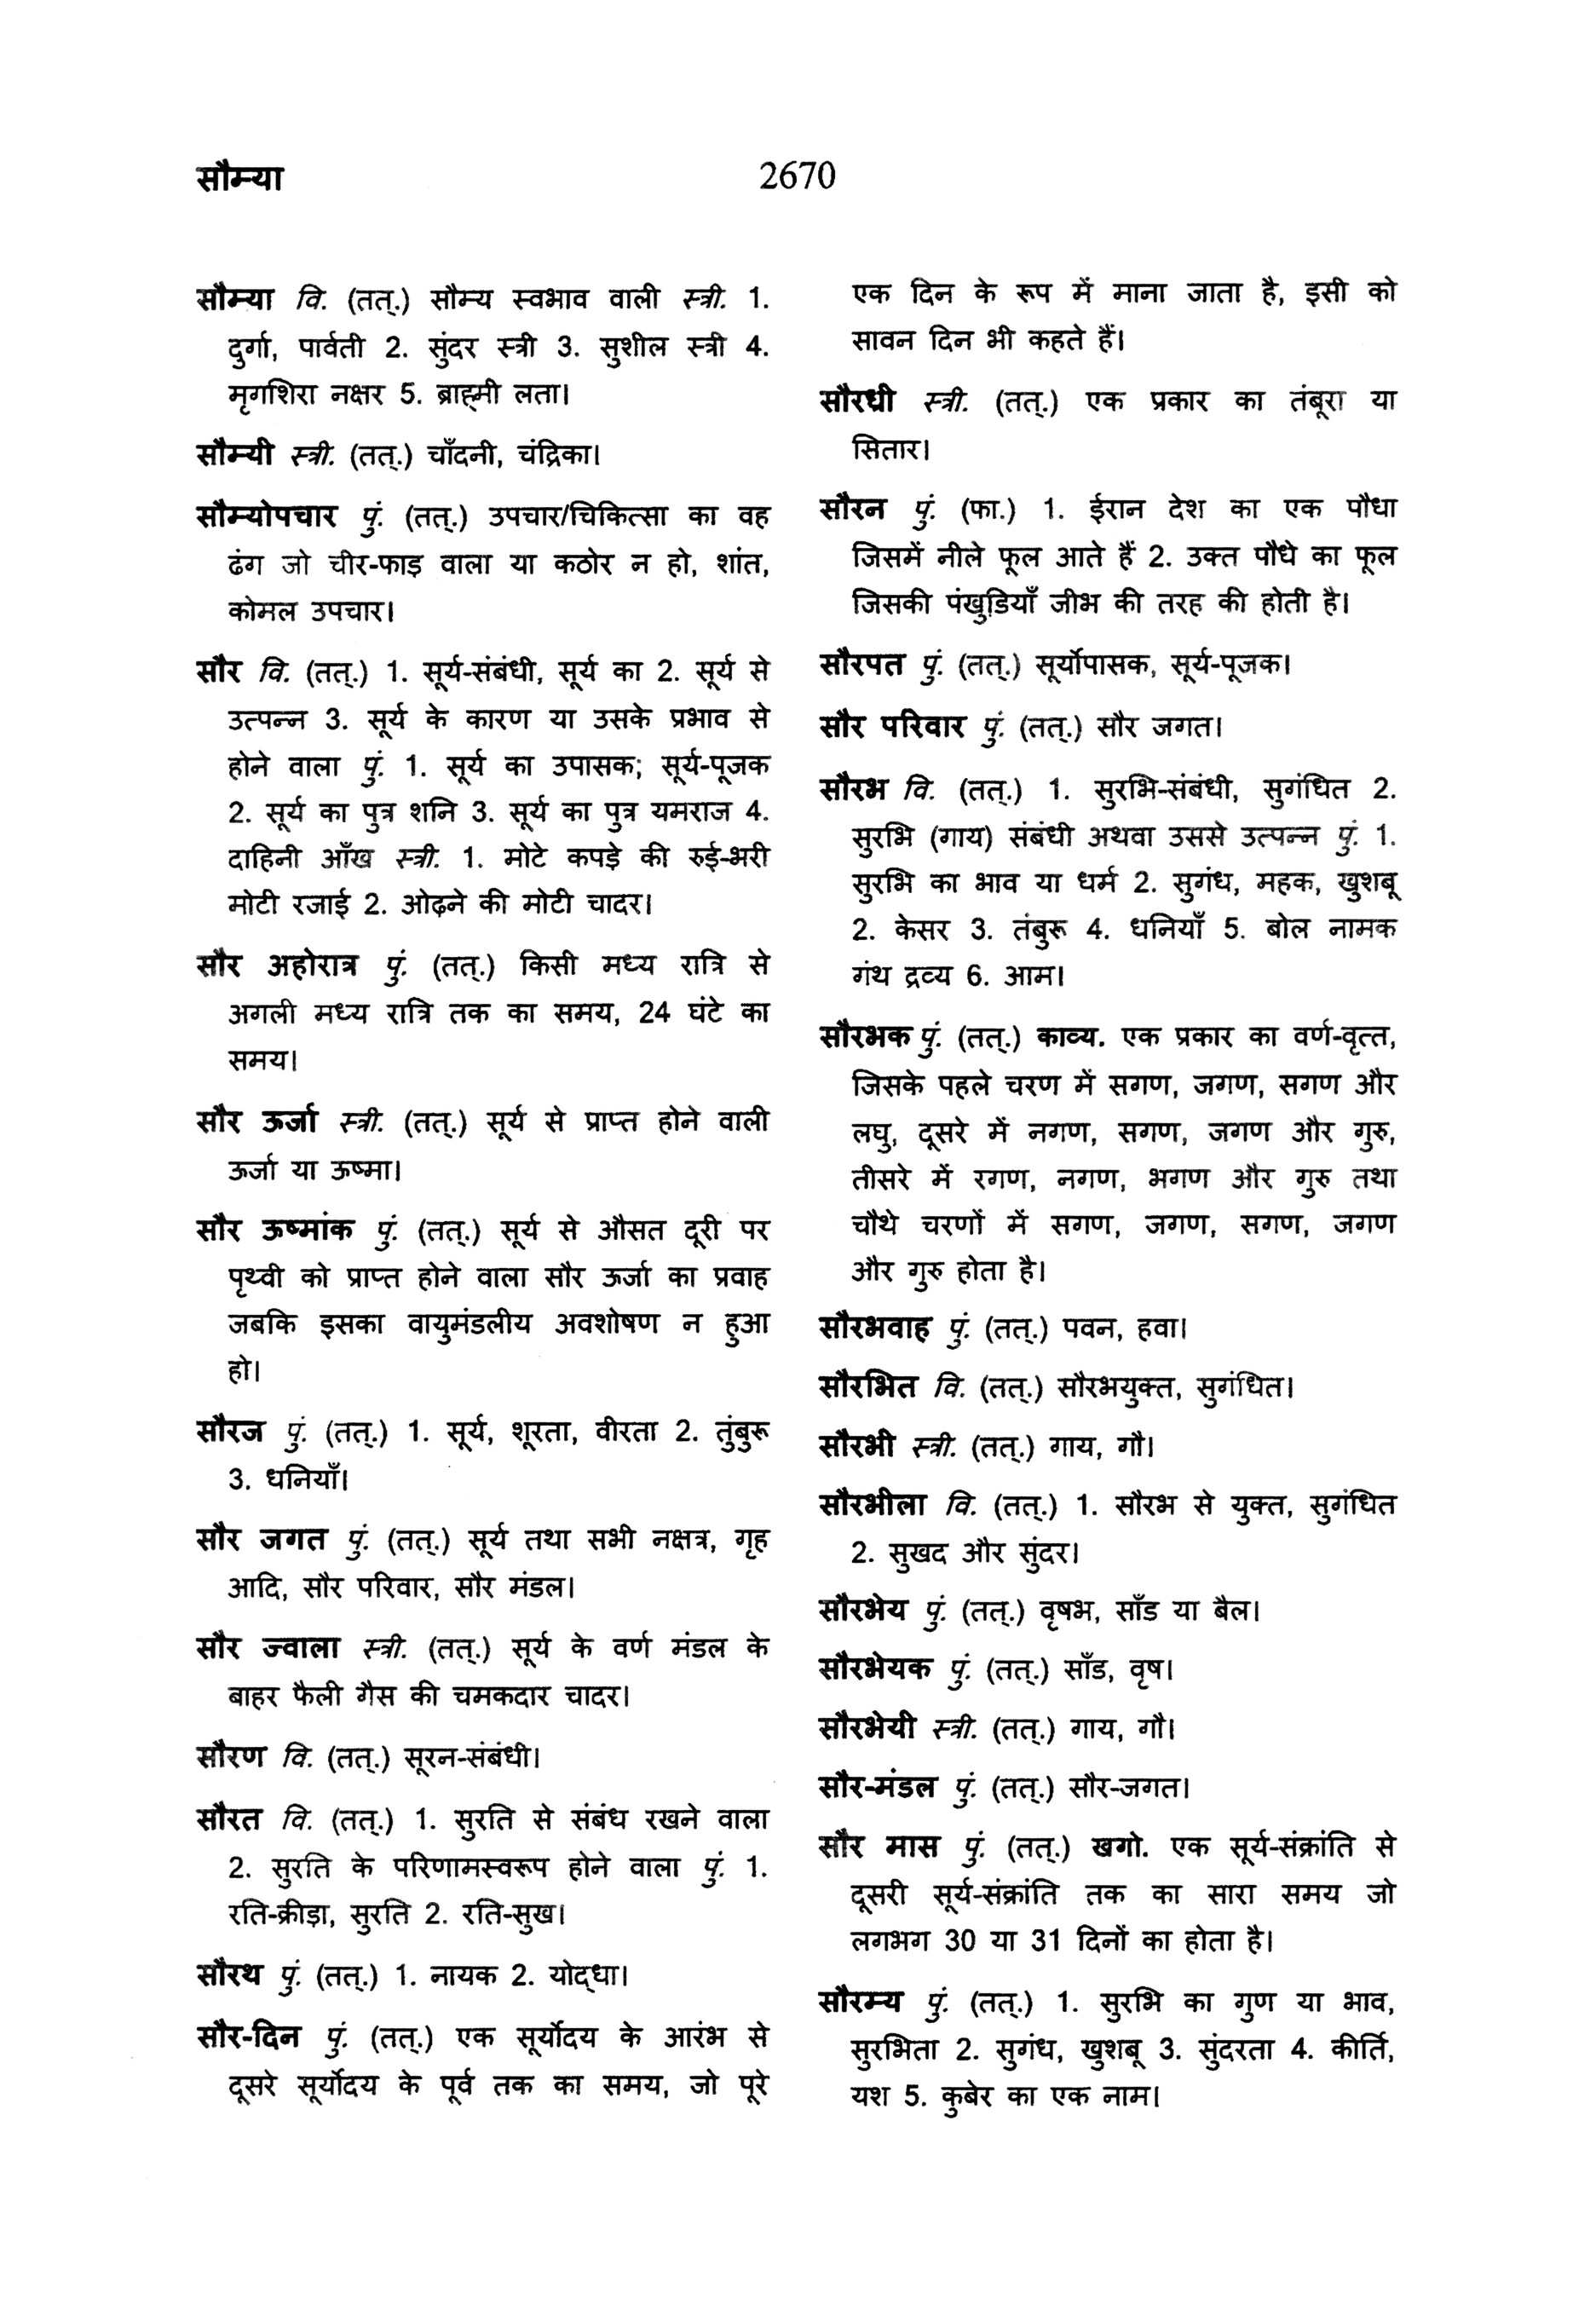 सौम्या
2670
सौम्या वि. (तत्.) सौम्य स्वभाव वाली स्त्री. 1.
दुर्गा, पार्वती 2. सुंदर स्त्री 3. सुशील स्त्री 4.
मृगशिरा नक्षर 5. ब्राह्मी लता।
सौम्यी स्त्री. (तत्.) चाँदनी, चंद्रिका।
सौम्योपचार पुं. (तत्.) उपचार/चिकित्सा का वह
ढंग जो चीर-फाड़ वाला या कठोर न हो, शांत,
कोमल उपचार।
सौर वि. (तत्.) 1. सूर्य-संबंधी, सूर्य का 2. सूर्य से
उत्पन्न 3. सूर्य के कारण या उसके प्रभाव से
होने वाला पुं. 1. सूर्य का उपासक; सूर्य-पूजक
2. सूर्य का पुत्र शनि 3. सूर्य का पुत्र यमराज 4.
दाहिनी आँख स्त्री. 1. मोटे कपड़े की रुई-भरी
मोटी रजाई 2. ओढ़ने की मोटी चादर।
सौर अहोरात्र पुं. (तत्.) किसी मध्य रात्रि से
अगली मध्य रात्रि तक का समय, 24 घंटे का
समय।
सौर ऊर्जा स्त्री. (तत्.) सूर्य से प्राप्त होने वाली
ऊर्जा या ऊष्मा।
सौर ऊष्मांक पुं. (तत्.) सूर्य से औसत दूरी पर
पृथ्वी को प्राप्त होने वाला सौर ऊर्जा का प्रवाह
जबकि इसका वायुमंडलीय अवशोषण न हुआ
हो।
सौरज पुं. (तत्.) 1. सूर्य, शूरता, वीरता 2. तुंबुरू
3. धनियाँ।
सौर जगत पुं. (तत्.) सूर्य तथा सभी नक्षत्र, गृह
आदि, सौर परिवार, सौर मंडल।
सौर ज्वाला स्त्री. (तत्.) सूर्य के वर्ण मंडल के
बाहर फैली गैस की चमकदार चादर।
सौरण वि. (तत्.) सूरन-संबंधी।
सौरत वि. (तत्.) 1. सुरति से संबंध रखने वाला
2. सुरति के परिणामस्वरूप होने वाला पुं. 1.
रति-क्रीड़ा, सुरति 2. रति-सुख।
सौरथ पुं. (तत्.) 1. नायक 2. योद्धा।
सौर-दिन पुं. (तत्.) एक सूर्योदय के आरंभ से
दूसरे सूर्योदय के पूर्व तक का समय, जो पूरे
एक दिन के रूप में माना जाता है, इसी को
सावन दिन भी कहते हैं।
सौरधी स्त्री. (तत्.) एक प्रकार का तंबूरा या
सितार।
सौरन पुं. (फा.) 1. ईरान देश का एक पौधा
जिसमें नीले फूल आते हैं 2. उक्त पौधे का फूल
जिसकी पंखुड़ियाँ जीभ की तरह की होती है।
सौरपत पुं. (तत्.) सूर्योपासक, सूर्य-पूजक।
सौर परिवार पुं. (तत्.) सौर जगत।
सौरभ वि. (तत्.) 1. सुरभि-संबंधी, सुगंधित 2.
सुरभि (गाय) संबंधी अथवा उससे उत्पन्न पुं. 1.
सुरभि का भाव या धर्म 2. सुगंध, महक, खुशबू
2. केसर 3. तंबुरू 4. धनियाँ 5. बोल नामक
गंथ द्रव्य 6. आम।
सौरभक पुं. (तत्.) काव्य. एक प्रकार का वर्ण-वृत्त,
जिसके पहले चरण में सगण, जगण, सगण और
लघु, दूसरे में नगण, सगण, जगण और गुरु,
तीसरे में रगण, नगण, भगण और गुरु तथा
चौथे चरणों में सगण, जगण, सगण, जगण
और गुरु होता है।
सौरभवाह पुं. (तत्.) पवन, हवा।
सौरभित वि. (तत्.) सौरभयुक्त, सुगंधित।
सौरभी स्त्री. (तत्.) गाय, गौ।
सौरभीला वि. (तत्.) 1. सौरभ से युक्त, सुगंधित
2. सुखद और सुंदर।
सौरभेय पुं. (तत्.) वृषभ, साँड या बैल।
सौरभेयक पुं. (तत्.) साँड, वृष।
सौरभेयी स्त्री. (तत्.) गाय, गौ।
सौर-मंडल पुं. (तत्.) सौर-जगत।
सौर मास पुं. (तत्.) खगो. एक सूर्य-संक्रांति से
दूसरी सूर्य-संक्रांति तक का सारा समय जो
लगभग 30 या 31 दिनों का होता है।
सौरम्य पुं. (तत्.) 1. सुरभि का गुण या भाव,
सुरभिता 2. सुगंध, खुशबू 3. सुंदरता 4. कीर्ति,
यश 5. कुबेर का एक नाम।